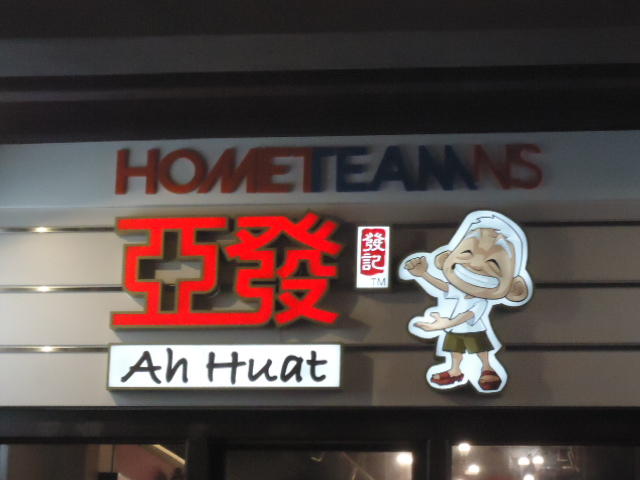 HOMETEAMNS
亞發
發記
TM
Ah Huat